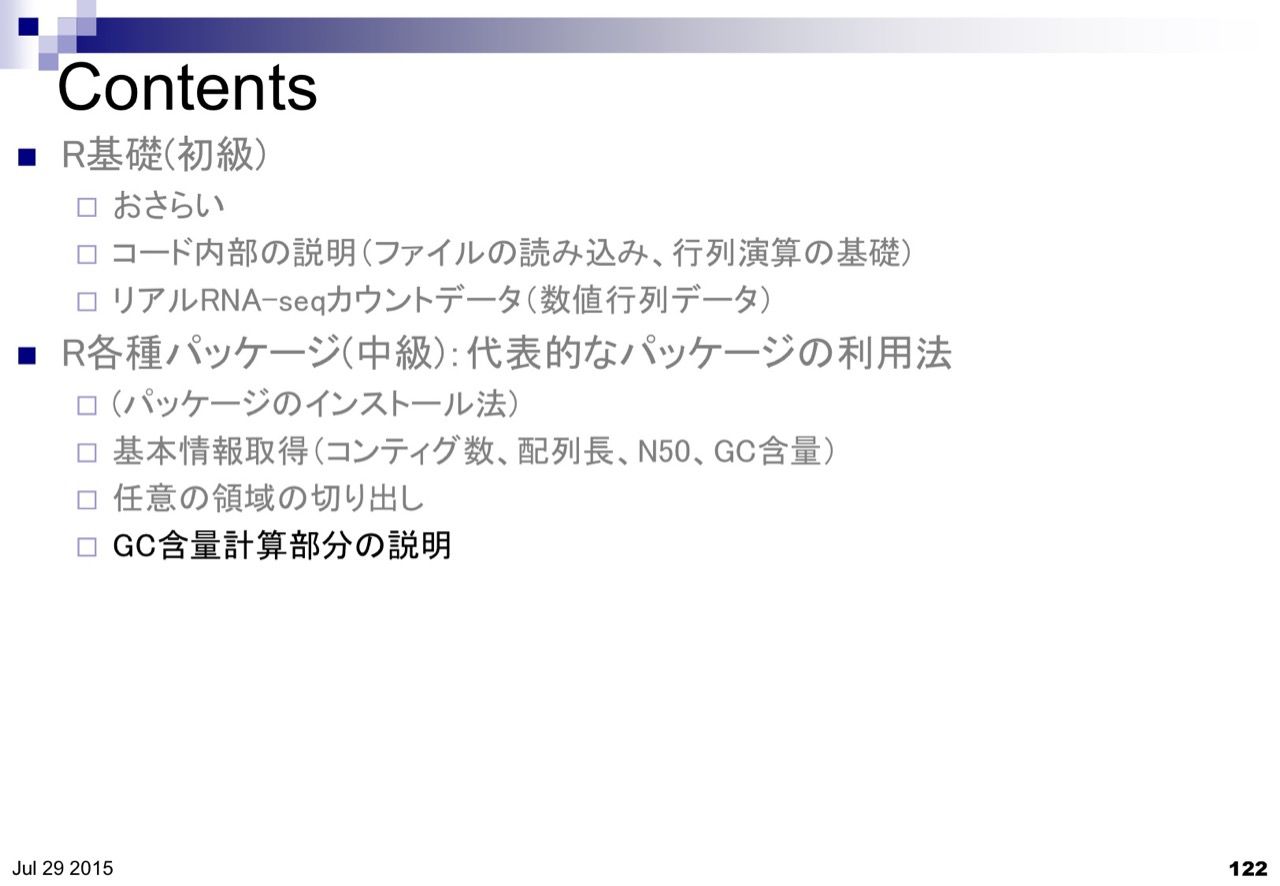 Contents
R基礎(初級)
おさらい
コード内部の説明(ファイルの読み込み、行列演算の基礎)
リアルRNA-seqカウントデータ(数値行列データ)
R各種パッケージ(中級):代表的なパッケージの利用法
(パッケージのインストール法)
基本情報取得(コンティグ数、配列長、N50、GC含量)
任意の領域の切り出し
GC含量計算部分の説明
Jul 29 2015
122